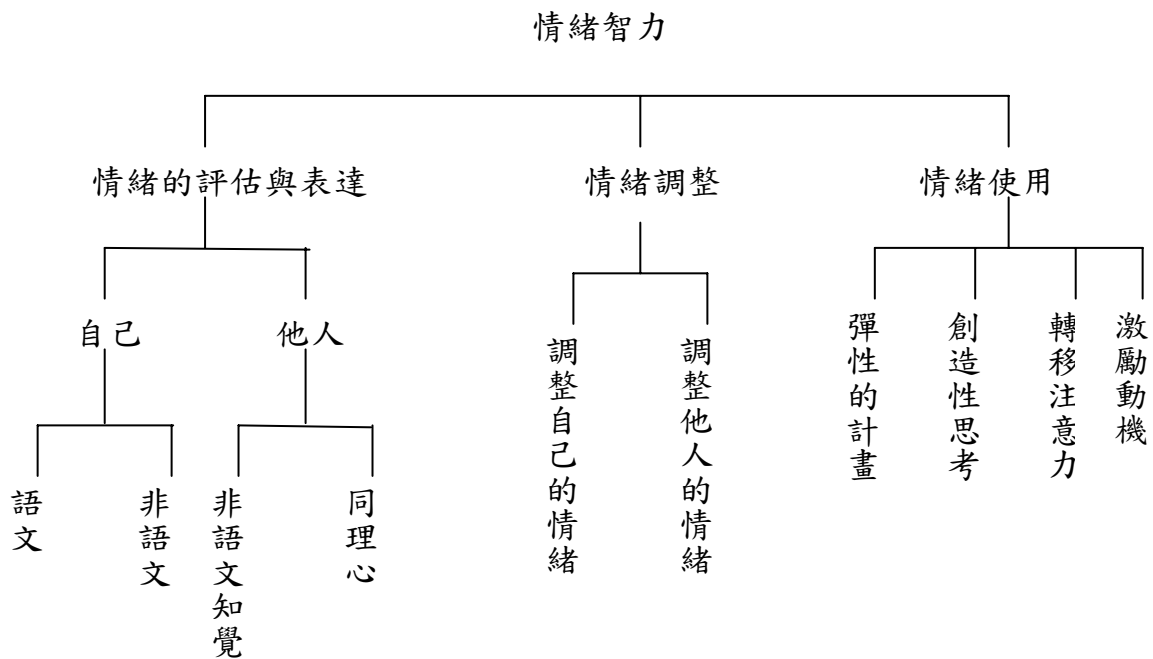 情緒智力
情緒的評估與表達
情緒調整
情緒使用
自己
他人
語文
非語文
非語文知覺
同理心
調整自己的情緒
調整他人的情緒
彈性的計畫
創造性思考
轉移注意力
激勵動機